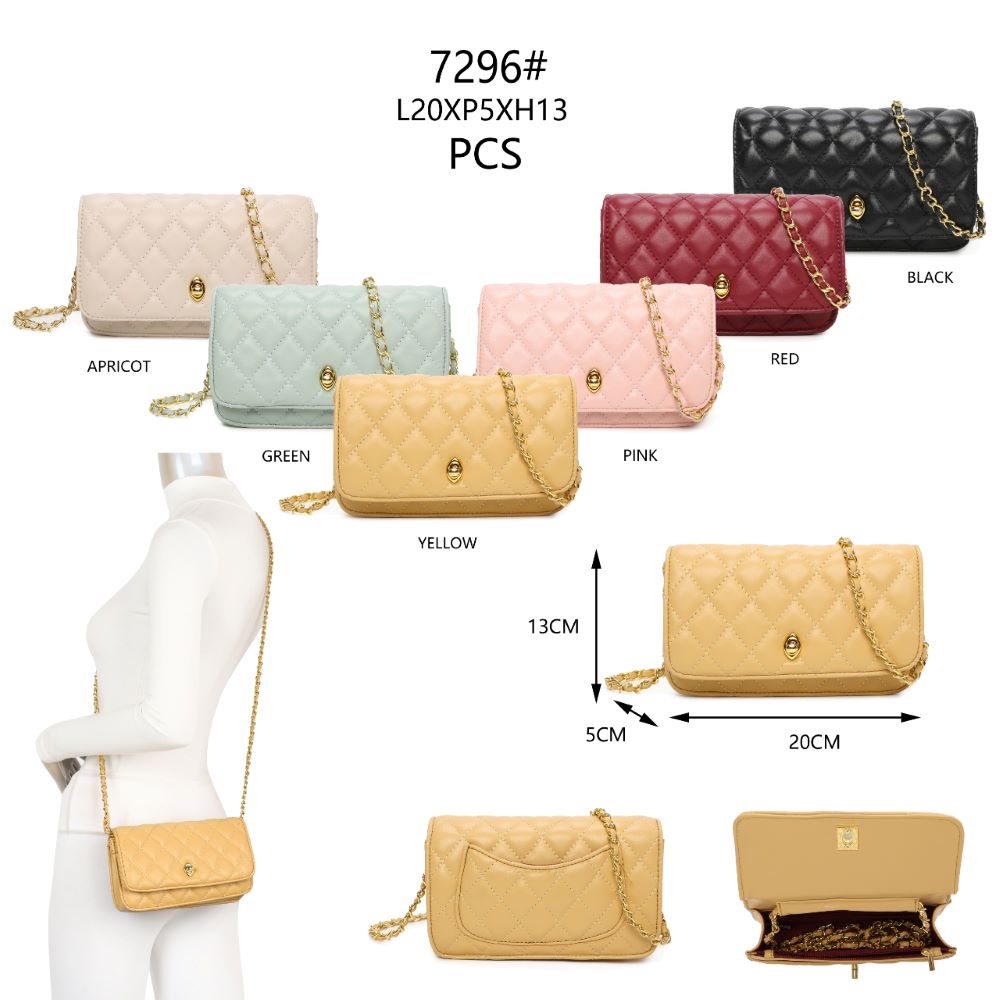 7296#
L20XP5XH13
PCS
BLACK
RED
APRICOT
GREEN
PINK
YELLOW
13CM
5CM
20CM